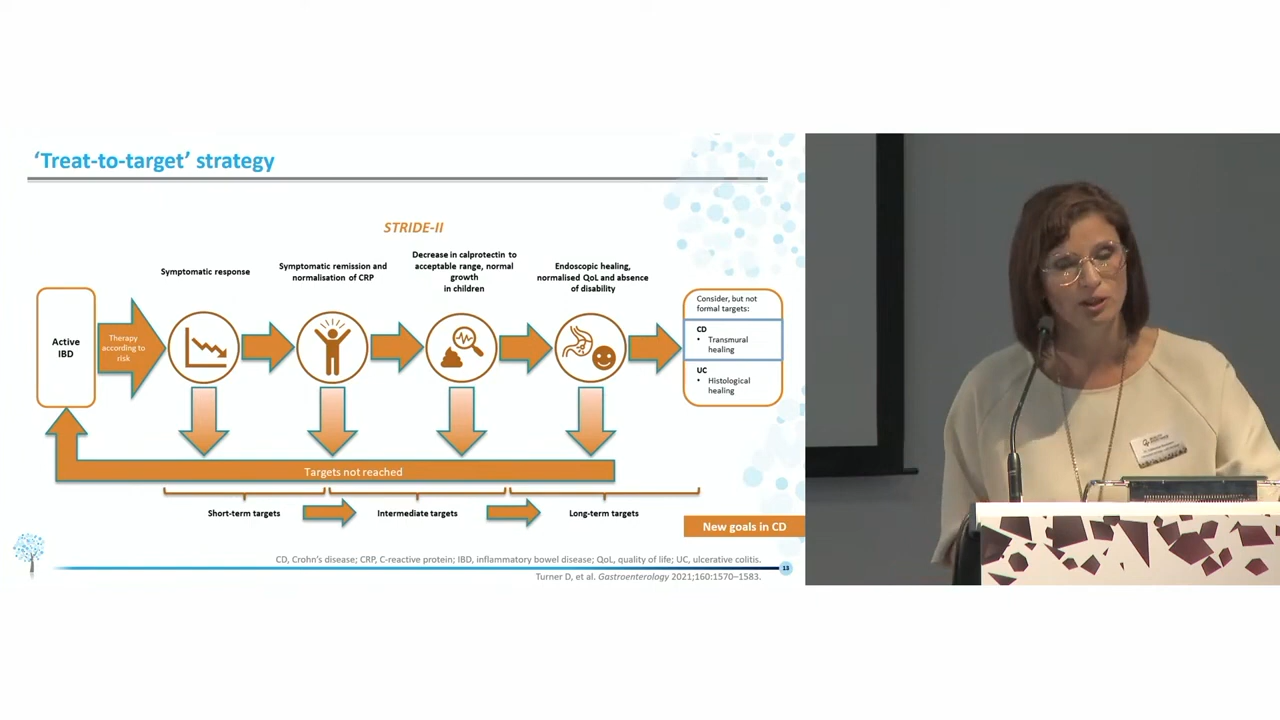 ‘Treat-to-target’ strategy
STRIDE-II
Symptomatic response
Symptomatic remission and
normalisation of CRP
Decrease in calprotectin to
acceptable range, normal
growth
in children
Endoscopic healing,
normalised QoL and absence
of disability
Active
IBD
Therapy
according to
risk
Consider, but not
formal targets:
CD
• Transmural
healing
UC
• Histological
healing
Targets not reached
Short-term targets
Intermediate targets
Long-term targets
New goals in CD
CD, Crohn’s disease; CRP, C-reactive protein; IBD, inflammatory bowel disease; QoL, quality of life; UC, ulcerative colitis.
13
Turner D, et al. Gastroenterology 2021;160:1570–1583.